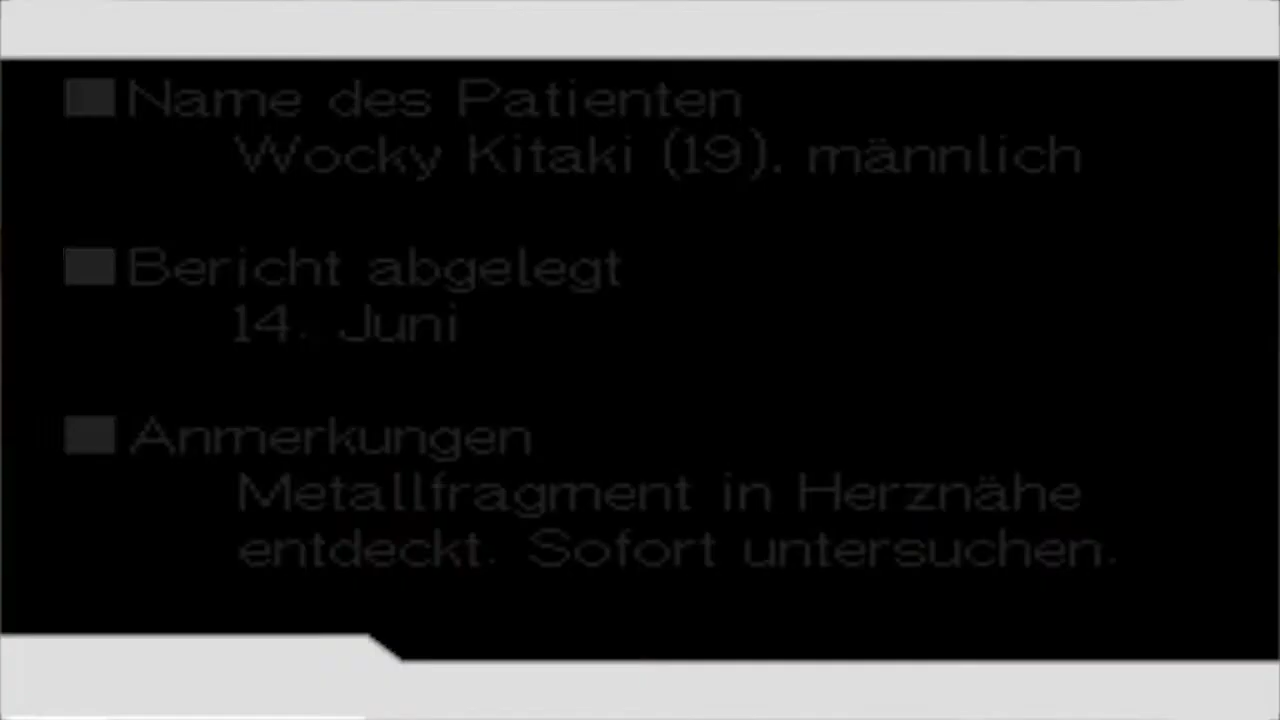 ■Name des Patienten
Wocky Kitaki (19). männlich
■Bericht abgelegt
14. Juni
■Anmerkungen
Metallfragment in Herznähe
entdeckt. Sofort untersuchen.